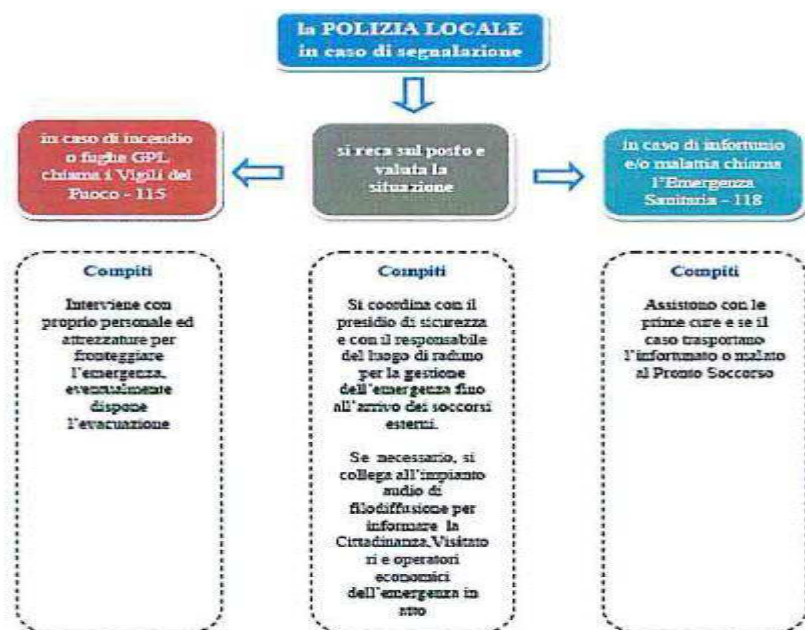 la POLIZIA LOCALE
in caso di segnalazione
in caso di incendio
o fughe GPL
chiama i Vigili del
Fuoco - 115
si reca sul posto e
valuta la
situazione
in caso di infortunio
e/o malattia chiama
l'Emergenza
Sanitaria - 118
Compiti
Interviene con
proprio personale ed
attrezzature per
fronteggiare
l'emergenza,
eventualmente
dispone
l'evacuazione
Compiti
Si coordina con il
presidio di sicurezza
e con il responsabile
del luogo di raduno
per la gestione
dell'emergenza fino
all'arrivo dei soccorsi
esterni.
Se necessario, si
collega all'impianto
audio di
filodiffusione per
informare la
Cittadinanza,Visitato
ri e operatori
economici
dell'emergenza in
atto
Compiti
Assistono con le
prime cure e se il
caso trasportano
l'infortunato o malato
al Pronto Soccorso